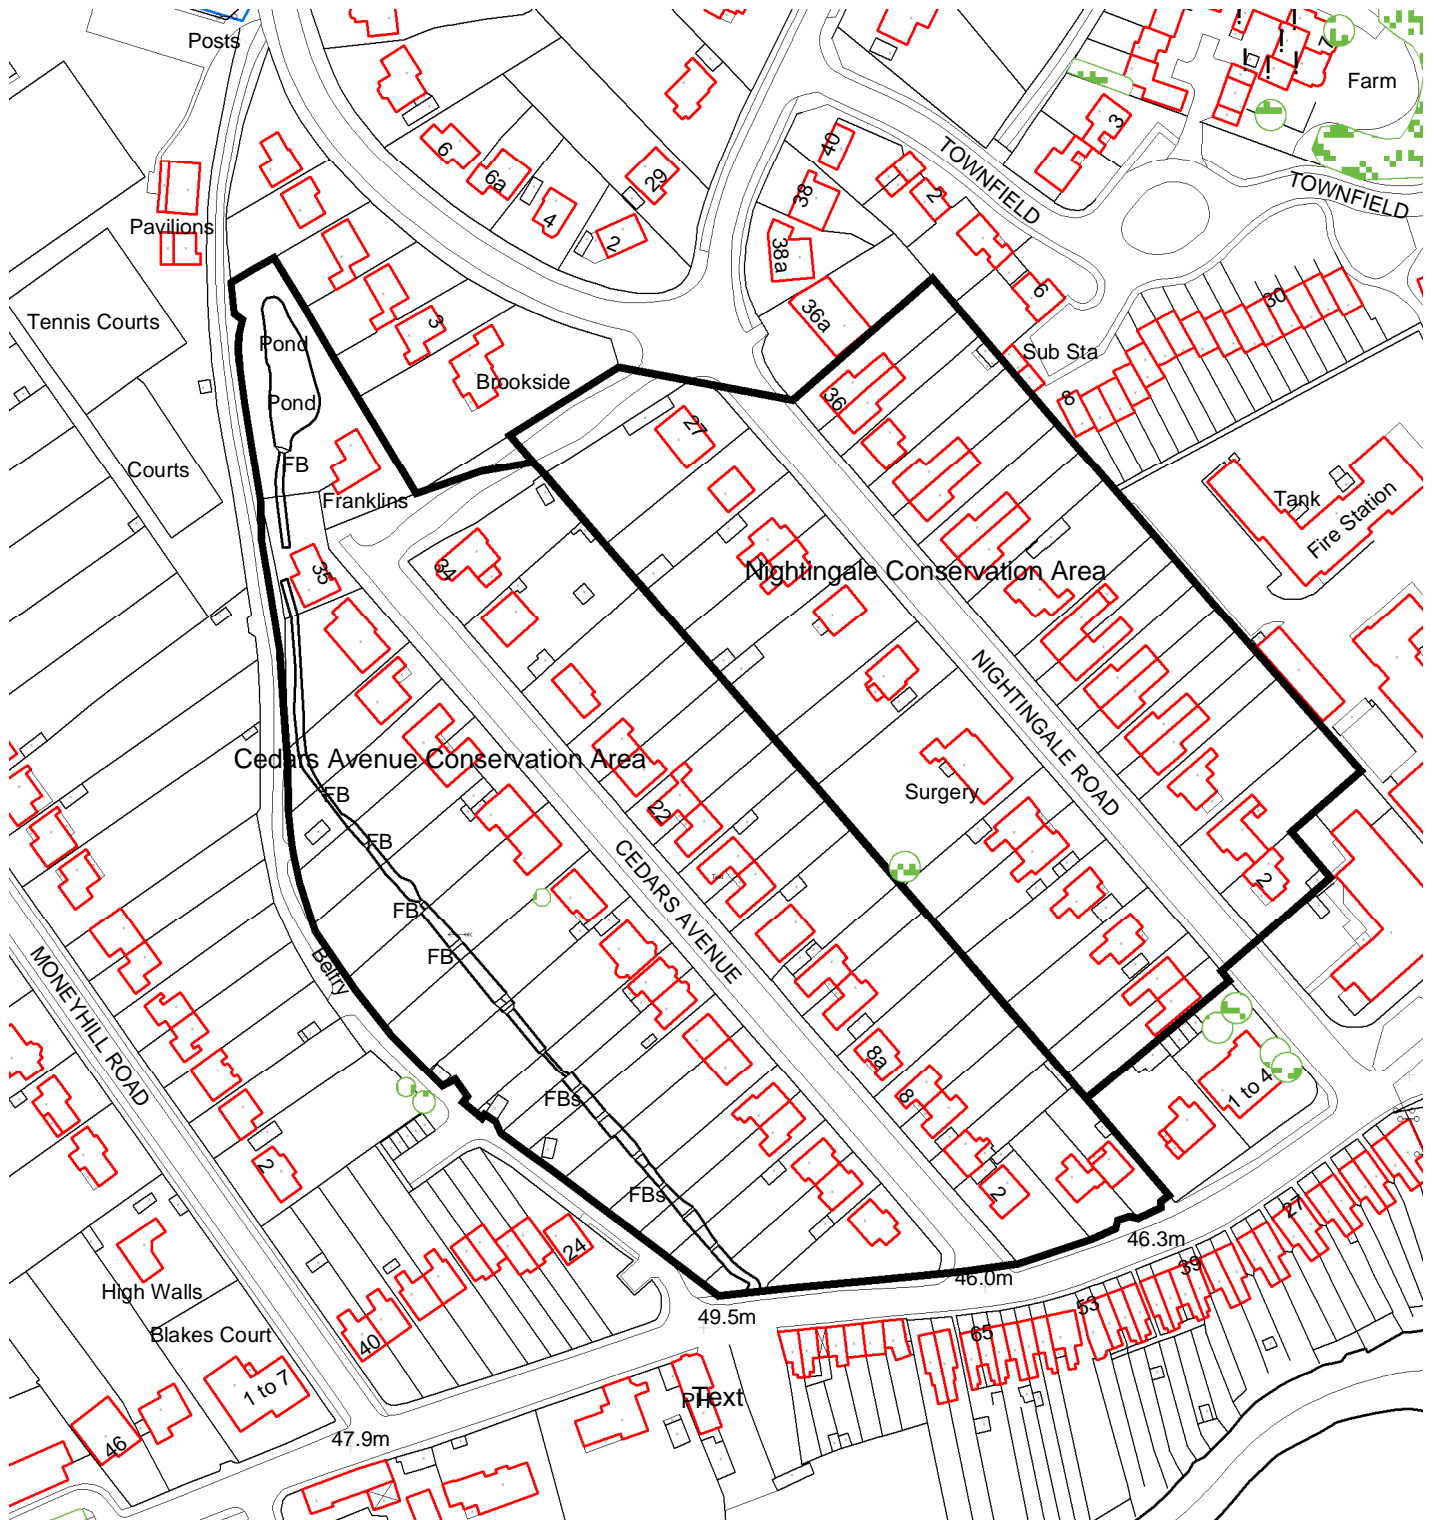 Posts
Farm
6
6a
4
2
29
40
38
38a
2
3
TOWNFIELD
TOWNFIELD
Pavilions
6
30
Tennis Courts
Pond
3
36a
Sub Sta
Brookside
36
8
Pond
27
Courts
FB
Franklins
Tank
Fire Station
34
35
Nightingale Conservation Area
NIGHTINGALE ROAD
Cedars Avenue Conservation Area
FB
Surgery
22
FB
CEDARS AVENUE
Text
2
FB
FB
Belfry
MONEYHILL ROAD
8a
8
1 to 4
FBs
2
FBs
2
27
46.3m
39
24
46.0m
High Walls
49.5m
53
Blakes Court
40
65
1 to 7
PH
Text
46
47.9m